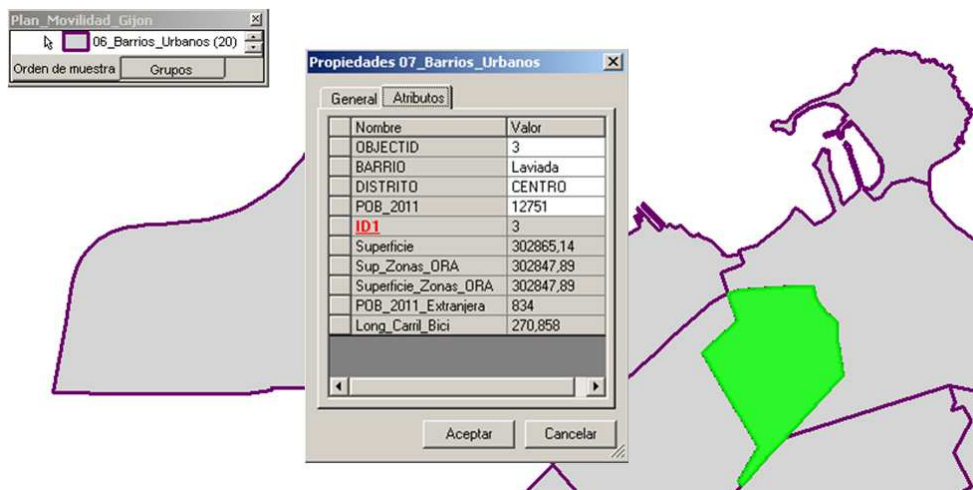 Plan_Movilidad_Gijon
06_Barrios_Urbanos (20)
Orden de muestra Grupos
Propiedades 07_Barrios_Urbanos
General Atributos
Nombre Valor
OBJECTID 3
BARRIO Laviada
DISTRITO CENTRO
POB_2011 12751
ID1 3
Superficie 302865,14
Sup_Zonas_ORA 302847,89
Superficie_Zonas_ORA 302847,89
POB_2011_Extranjera 834
Long_Carril_Bici 270,858
Aceptar Cancelar